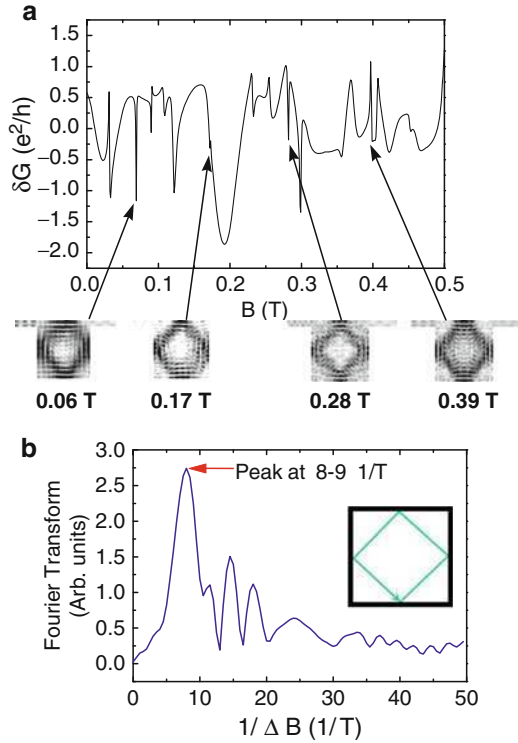 a
δG (e²/h)
1.5
1.0
0.5
0.0
−0.5
−1.0
−1.5
−2.0
0.0 0.1 0.2 0.3 0.4 0.5
B (T)
0.06 T 0.17 T 0.28 T 0.39 T
b
Fourier Transform
(Arb. units)
3.0
2.5
2.0
1.5
1.0
0.5
0.0
Peak at 8-9 1/T
0 10 20 30 40 50
1/ Δ B (1/T)